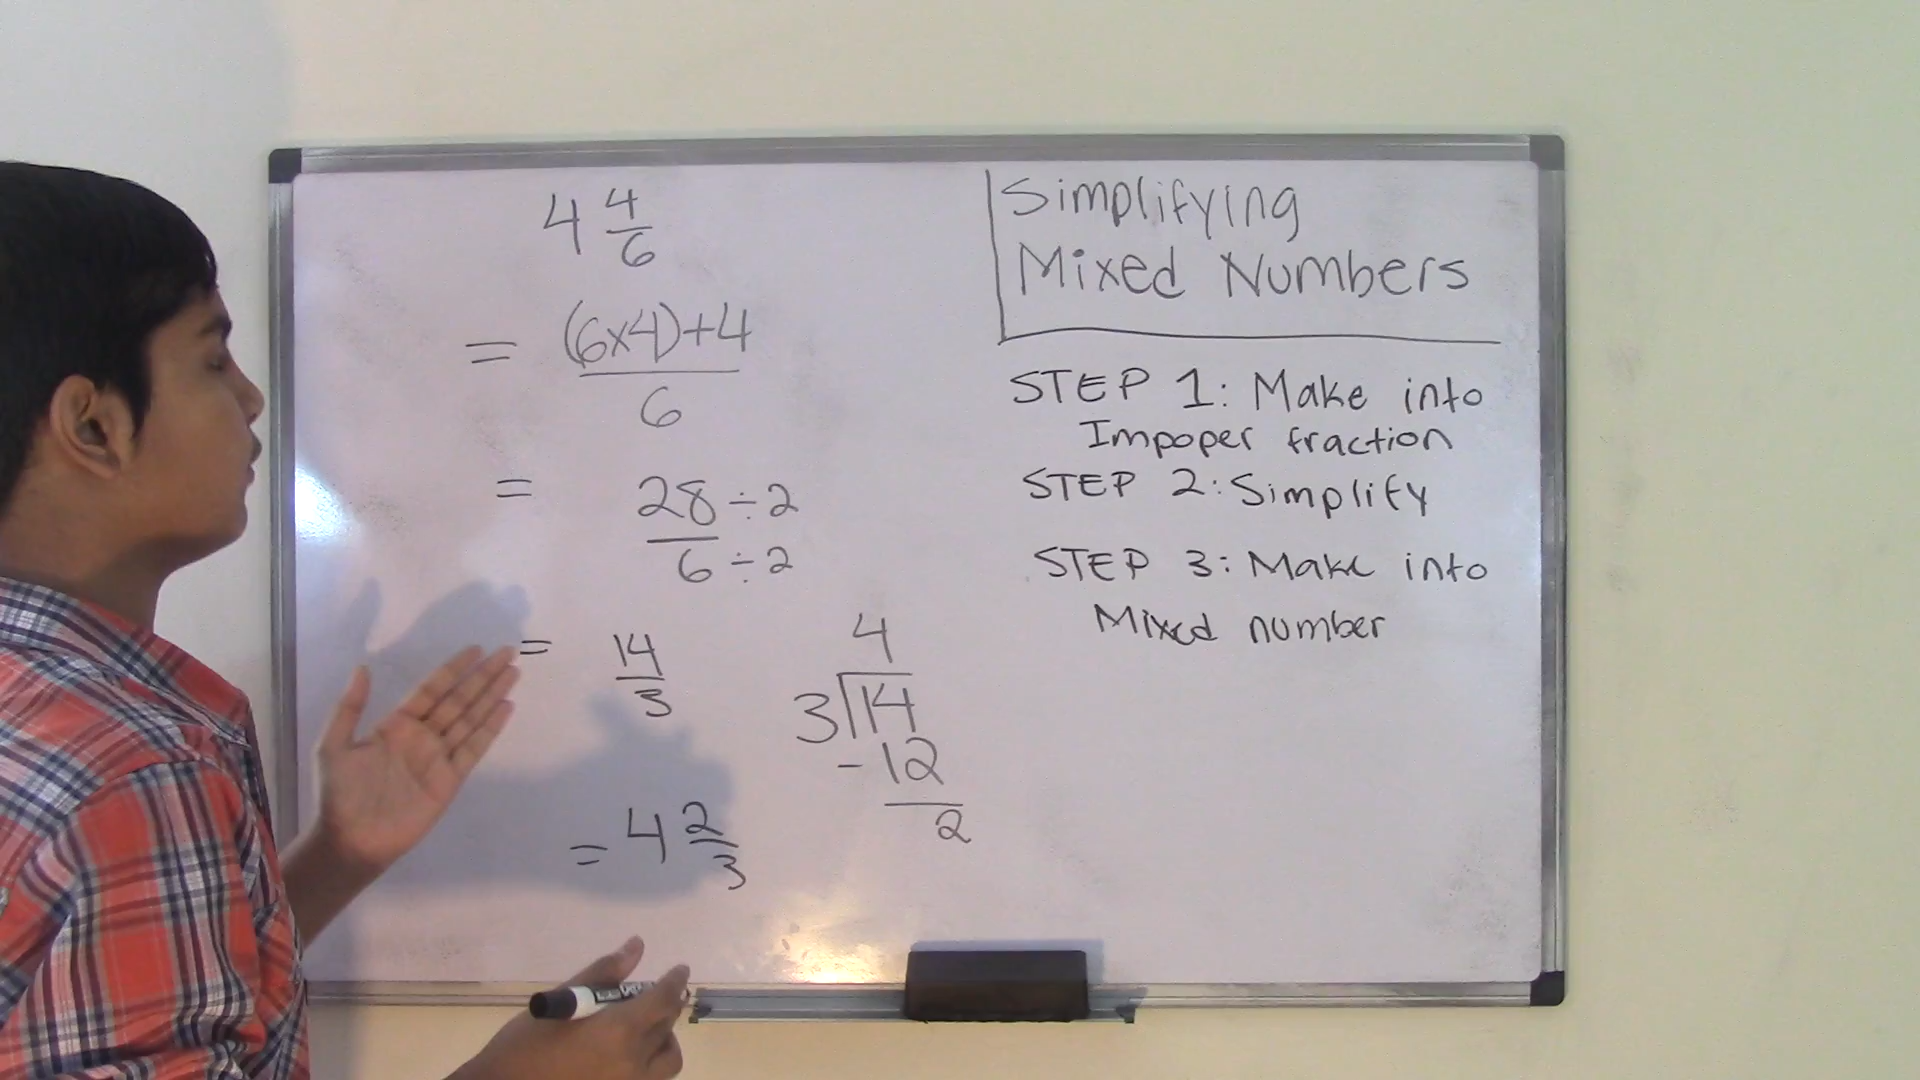 4 4/6
= (6x4)+4
6
= 28 ÷ 2
6 ÷ 2
= 14/3
4
3 14
-12
2
= 4 2/3
Simplifying
Mixed Numbers
STEP 1: Make into
Impoper fraction
STEP 2: Simplify
STEP 3: Make into
Mixed number